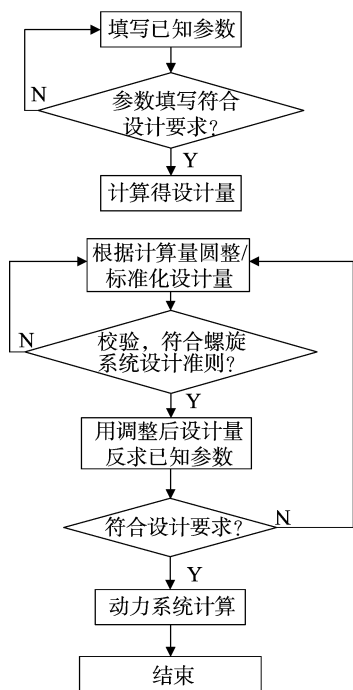 填写已知参数
N
参数填写符合
设计要求?
Y
计算得设计量
根据计算量圆整/
标准化设计量
N
校验，符合螺旋
系统设计准则?
Y
用调整后设计量
反求已知参数
符合设计要求?
N
Y
动力系统计算
结束